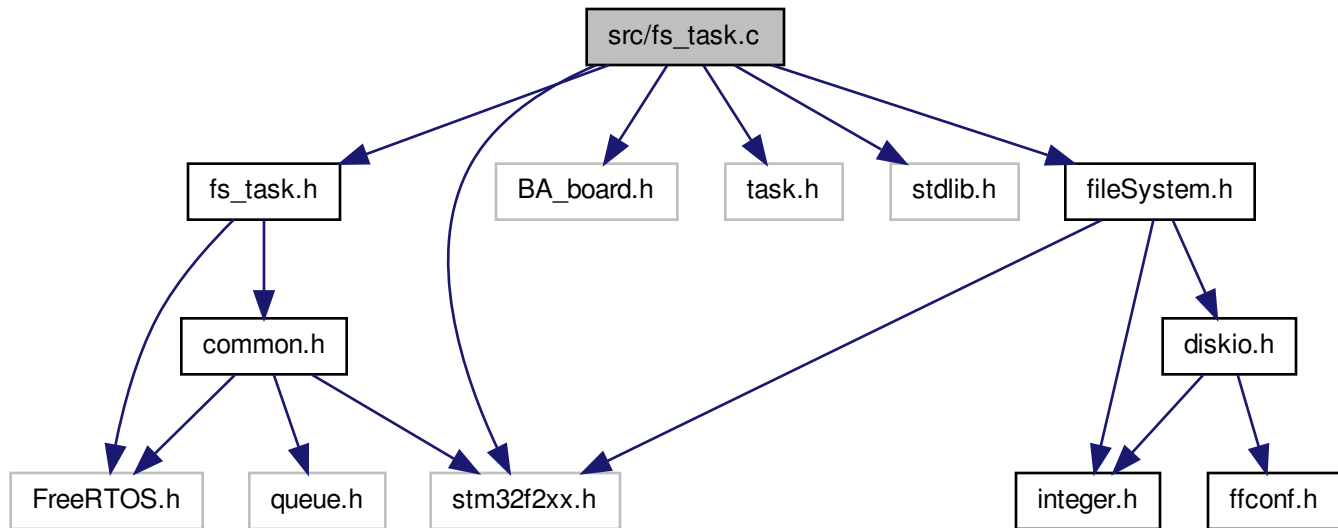 src/fs_task.c
fs_task.h
BA_board.h
task.h
stdlib.h
fileSystem.h
common.h
diskio.h
FreeRTOS.h
queue.h
stm32f2xx.h
integer.h
ffconf.h